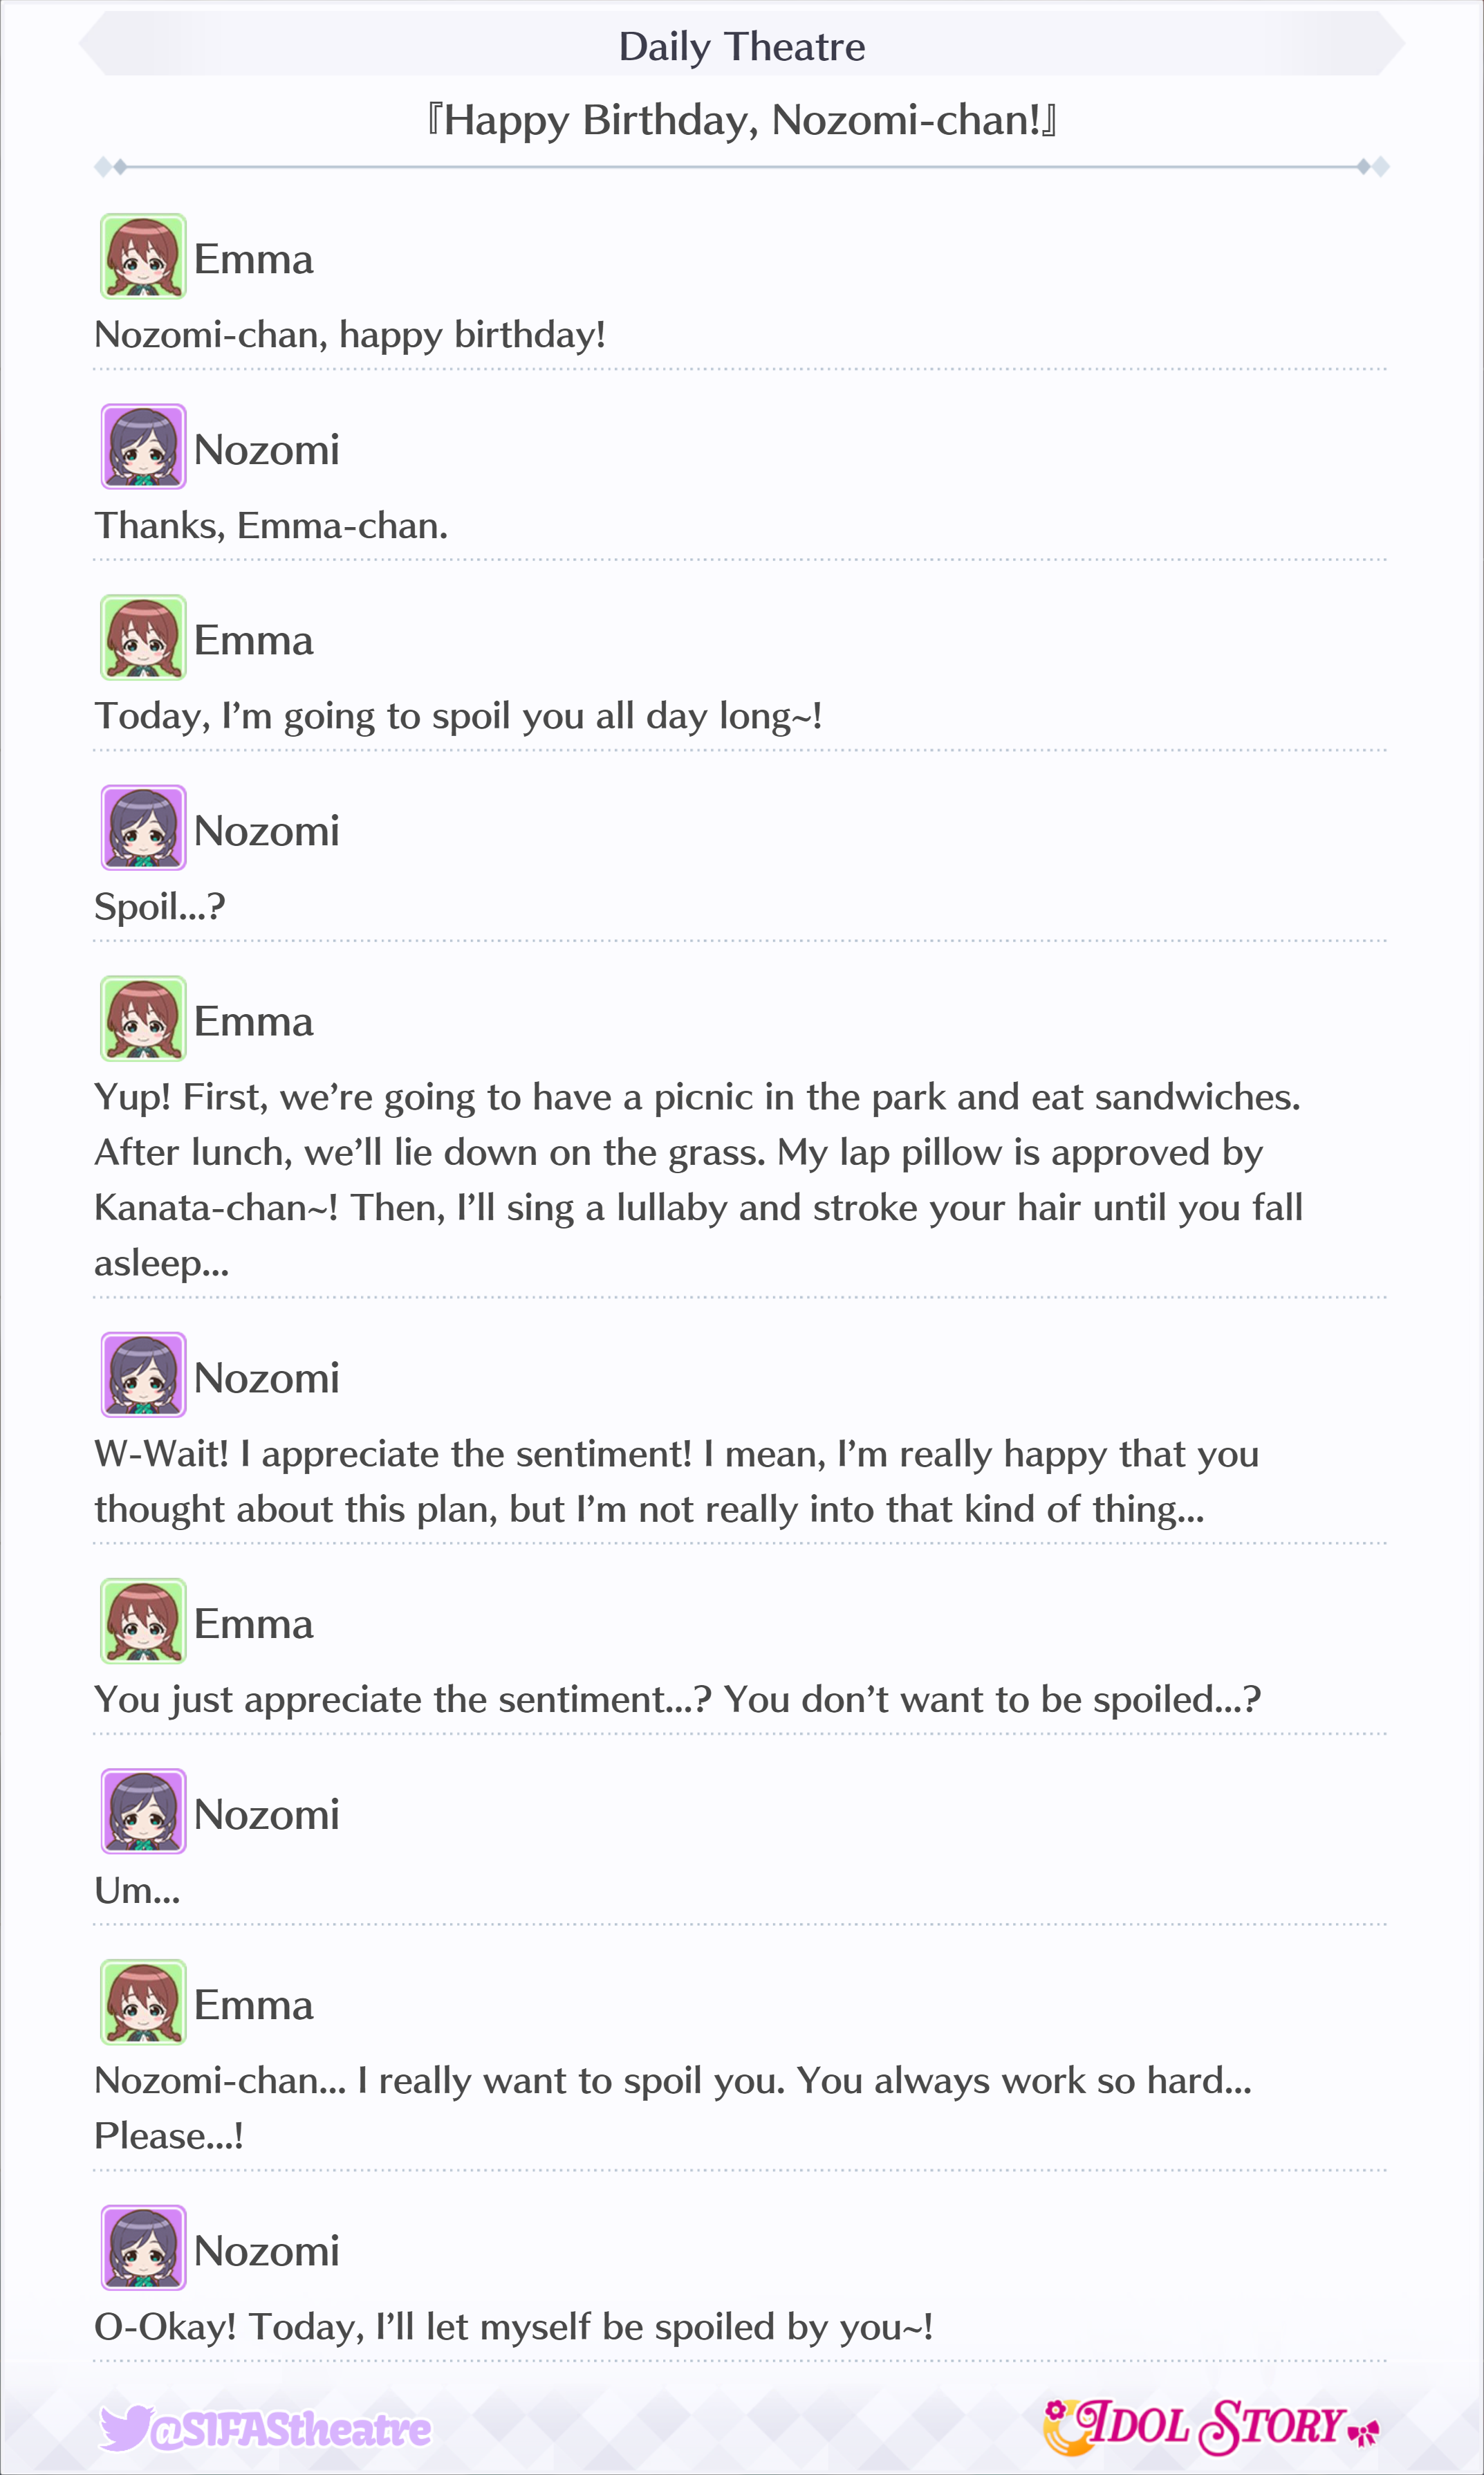 Daily Theatre
『Happy Birthday, Nozomi-chan!』
Emma
Nozomi-chan, happy birthday!
Nozomi
Thanks, Emma-chan.
Emma
Today, I’m going to spoil you all day long~!
Nozomi
Spoil...?
Emma
Yup! First, we’re going to have a picnic in the park and eat sandwiches.
After lunch, we’ll lie down on the grass. My lap pillow is approved by
Kanata-chan~! Then, I’ll sing a lullaby and stroke your hair until you fall
asleep...
Nozomi
W-Wait! I appreciate the sentiment! I mean, I’m really happy that you
thought about this plan, but I’m not really into that kind of thing...
Emma
You just appreciate the sentiment...? You don’t want to be spoiled...?
Nozomi
Um...
Emma
Nozomi-chan... I really want to spoil you. You always work so hard...
Please...!
Nozomi
O-Okay! Today, I’ll let myself be spoiled by you~!
@SIFAStheatre
IDOL STORY